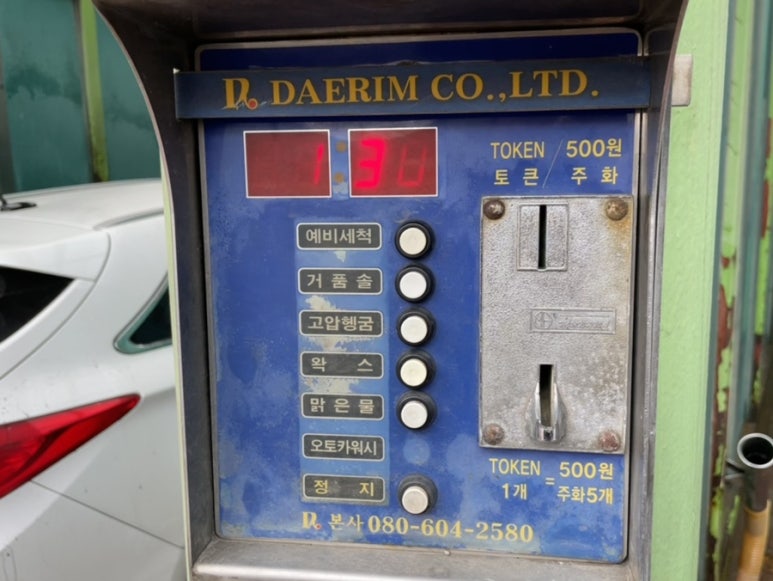 DAERIM CO.,LTD.
1:30
TOKEN / 500원
토큰 / 주화
예비세척
거품솔
고압헹굼
왁스
맑은물
오토카워시
정지
TOKEN 1개 = 500원 주화5개
본사 080-604-2580